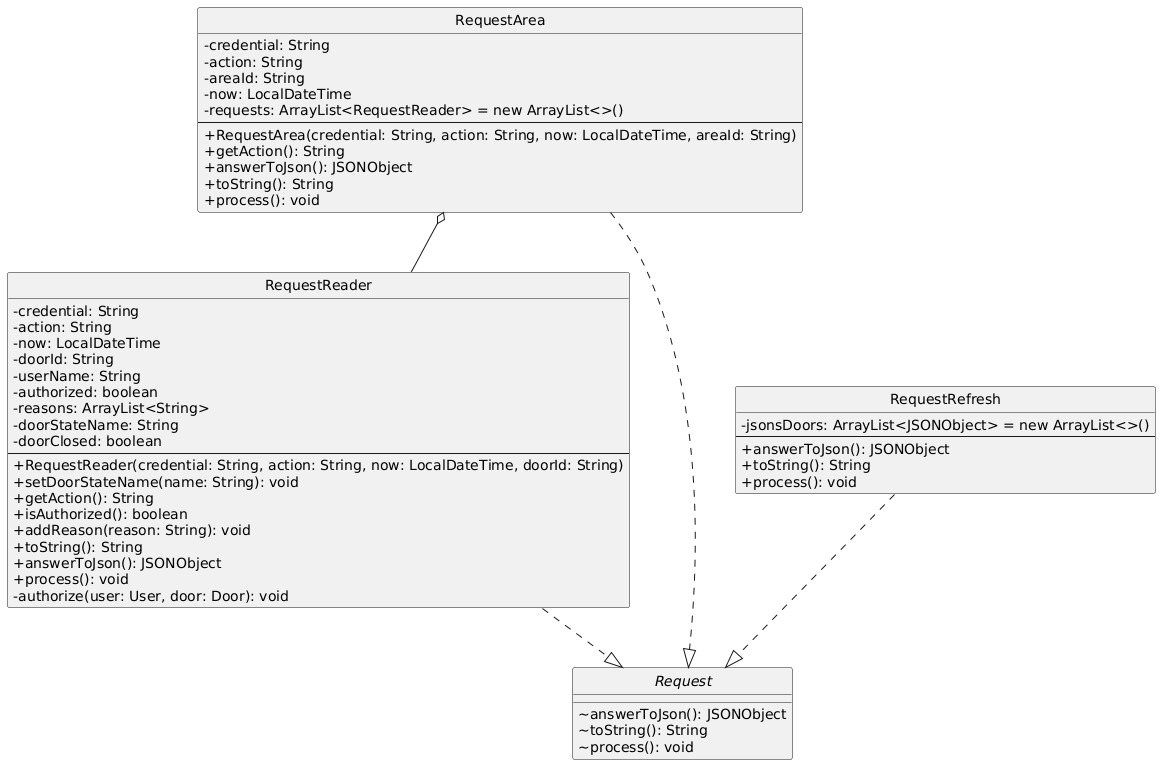 RequestArea
-credential: String
-action: String
-areaId: String
-now: LocalDateTime
-requests: ArrayList<RequestReader> = new ArrayList<>()
+RequestArea(credential: String, action: String, now: LocalDateTime, areaId: String)
+getAction(): String
+answerToJson(): JSONObject
+toString(): String
+process(): void
RequestReader
-credential: String
-action: String
-now: LocalDateTime
-doorId: String
-userName: String
-authorized: boolean
-reasons: ArrayList<String>
-doorStateName: String
-doorClosed: boolean
+RequestReader(credential: String, action: String, now: LocalDateTime, doorId: String)
+setDoorStateName(name: String): void
+getAction(): String
+isAuthorized(): boolean
+addReason(reason: String): void
+toString(): String
+answerToJson(): JSONObject
+process(): void
-authorize(user: User, door: Door): void
RequestRefresh
-jsonsDoors: ArrayList<JSONObject> = new ArrayList<>()
+answerToJson(): JSONObject
+toString(): String
+process(): void
Request
~answerToJson(): JSONObject
~toString(): String
~process(): void